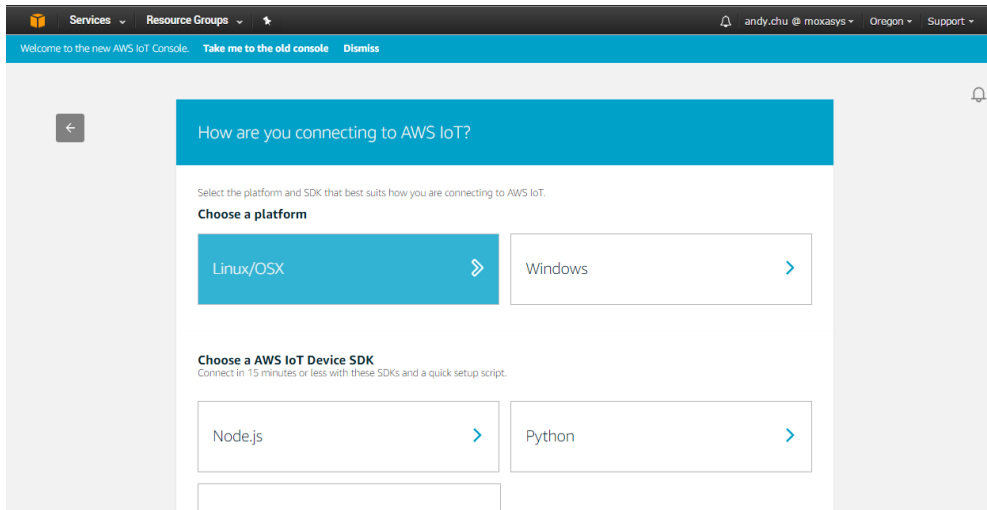 Services Resource Groups andy.chu @ moxasys Oregon Support
Welcome to the new AWS IoT Console. Take me to the old console Dismiss
How are you connecting to AWS IoT?
Select the platform and SDK that best suits how you are connecting to AWS IoT.
Choose a platform
Linux/OSX Windows
Choose a AWS IoT Device SDK
Connect in 15 minutes or less with these SDKs and a quick setup script.
Node.js Python